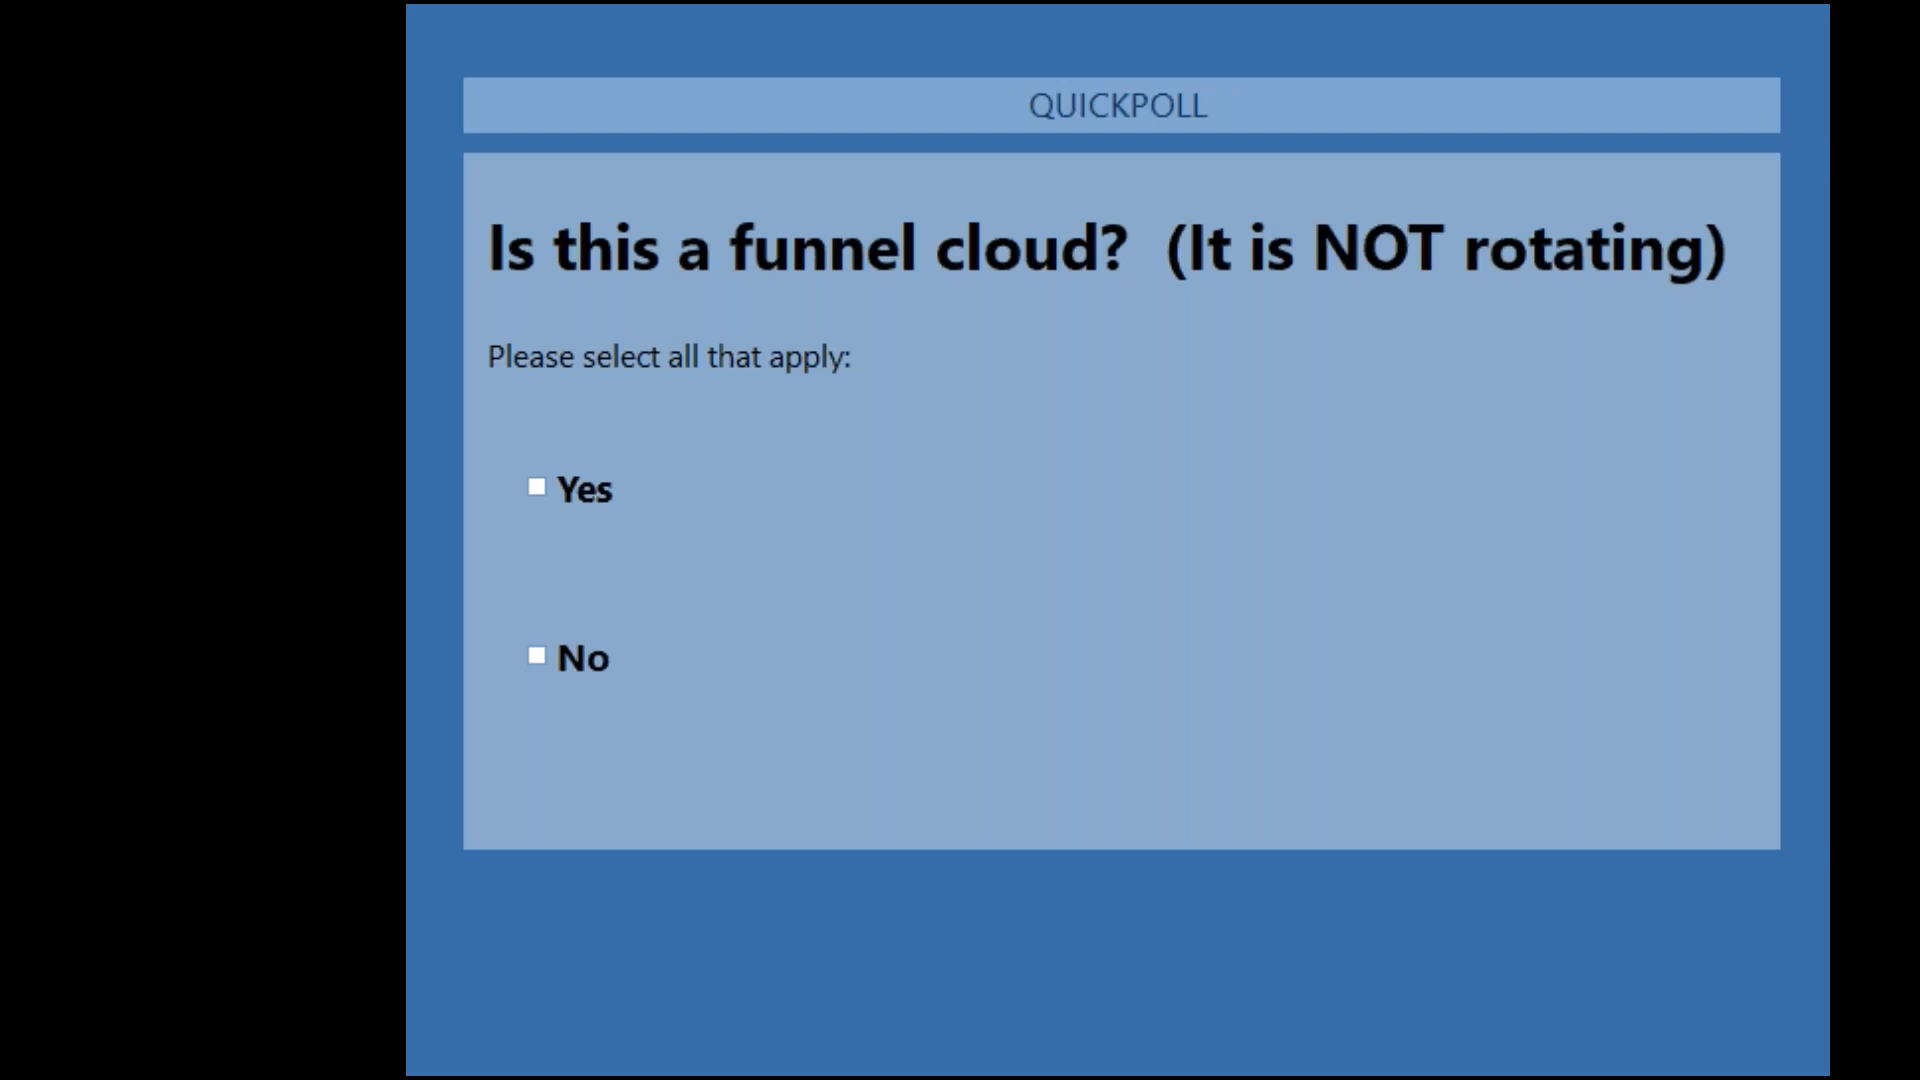 QUICKPOLL
Is this a funnel cloud?  (It is NOT rotating)
Please select all that apply:
Yes
No